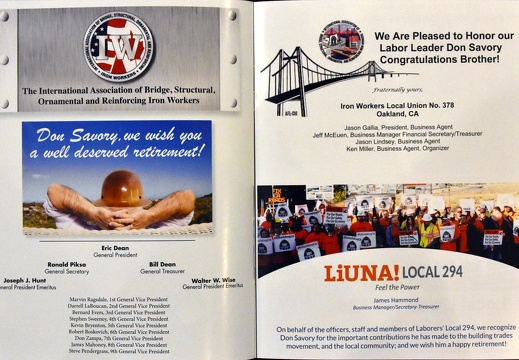 The International Association of Bridge, Structural,
Ornamental and Reinforcing Iron Workers
Don Savory, we wish you
a well deserved retirement!
Eric Dean
General President
Ronald Piksa
General Secretary
Bill Dean
General Treasurer
Joseph J. Hunt
General President Emeritus
Walter W. Wise
General President Emeritus
Marvin Ragsdale, 1st General Vice President
Darrell LaBoucan, 2nd General Vice President
Bernard Evers, 3rd General Vice President
Stephen Sweeney, 4th General Vice President
Kevin Bryenton, 5th General Vice President
Robert Boskovich, 6th General Vice President
Don Zampa, 7th General Vice President
James Mahoney, 8th General Vice President
Steve Pendergrass, 9th General Vice President
We Are Pleased to Honor our
Labor Leader Don Savory
Congratulations Brother!
fraternally yours,
AFL-CIO
Iron Workers Local Union No. 378
Oakland, CA
Jason Gallia, President, Business Agent
Jeff McEuen, Business Manager Financial Secretary/Treasurer
Jason Lindsey, Business Agent
Ken Miller, Business Agent, Organizer
FIX
OUR
ROADS
LiUNA! LOCAL 294
Feel the Power
James Hammond
Business Manager/Secretary-Treasurer
On behalf of the officers, staff and members of Laborers' Local 294, we recognize
Don Savory for the important contributions he has made to the building trades
movement, and the local community; and we wish him a happy retirement!